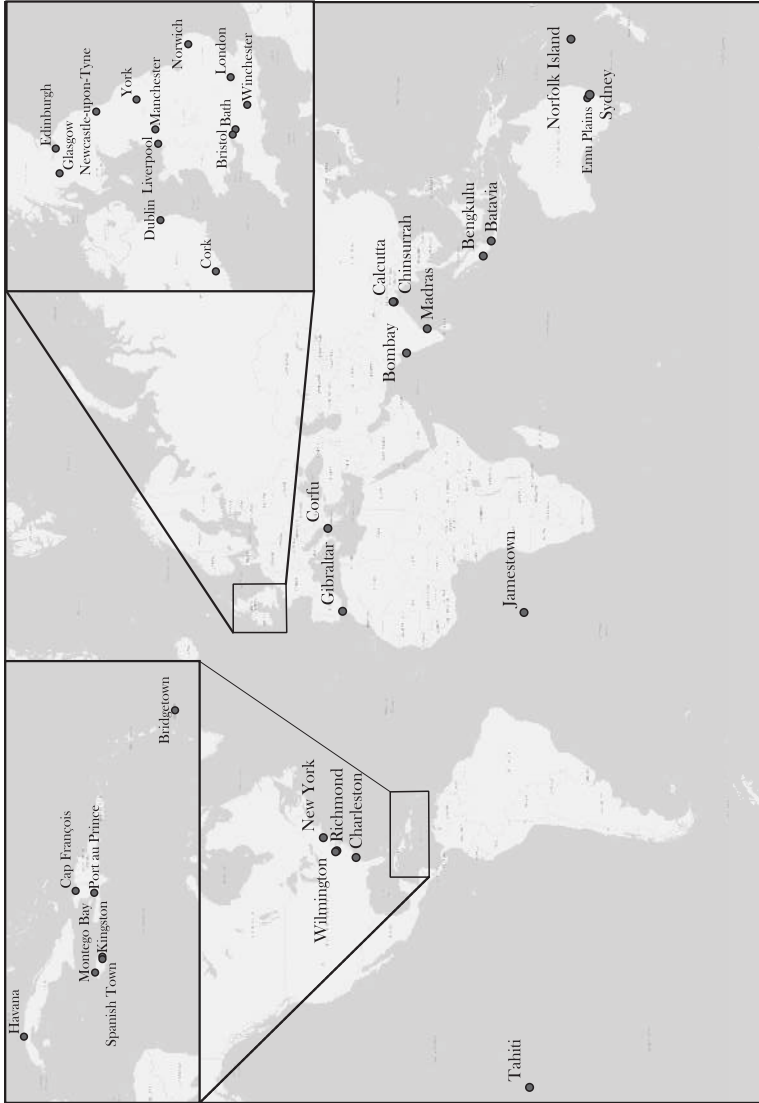 Havana
Cap François
Montego Bay
Port au Prince
Kingston
Spanish Town
Bridgetown
Edinburgh
Glasgow
Newcastle-upon-Tyne
York
Manchester
Liverpool
Dublin
Cork
Norwich
London
Bath
Bristol
Winchester
New York
Richmond
Wilmington
Charleston
Gibraltar
Corfu
Calcutta
Chinsurrah
Bombay
Madras
Bengkulu
Batavia
Norfolk Island
Emu Plains
Sydney
Jamestown
Tahiti